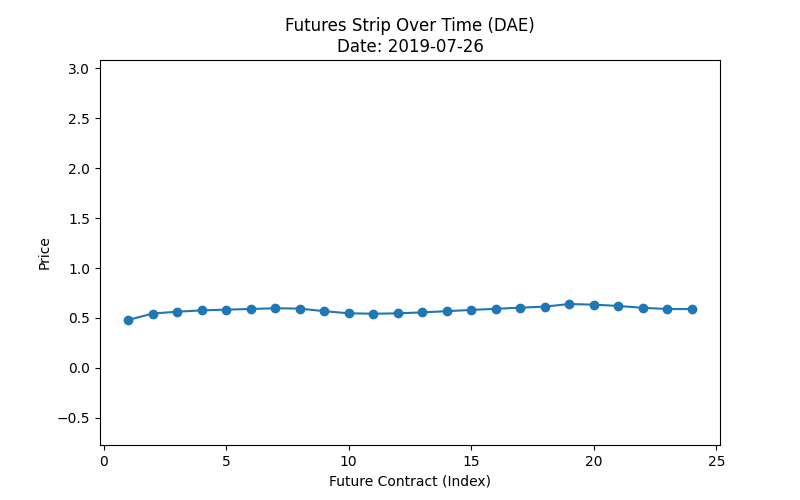 Futures Strip Over Time (DAE)
Date: 2019-07-26
3.0
2.5
2.0
1.5
1.0
0.5
0.0
−0.5
Price
0 5 10 15 20 25
Future Contract (Index)